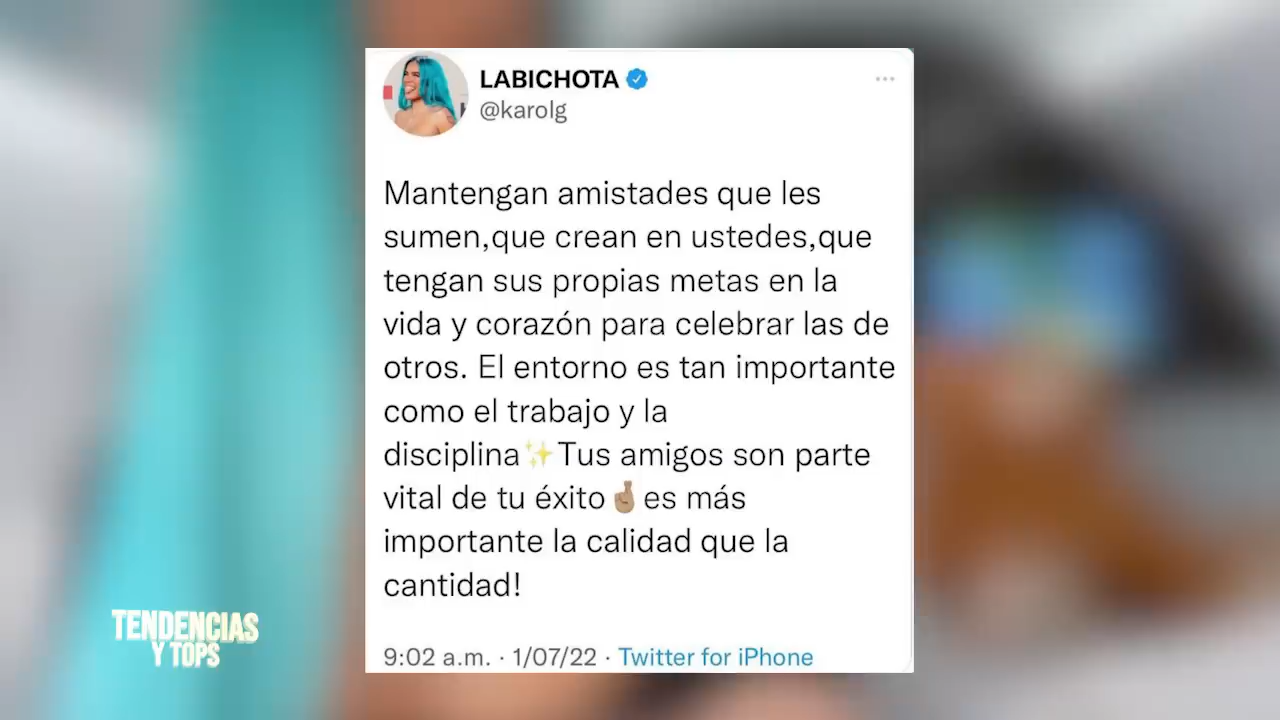 LABICHOTA
@karolg
Mantengan amistades que les
sumen,que crean en ustedes,que
tengan sus propias metas en la
vida y corazón para celebrar las de
otros. El entorno es tan importante
como el trabajo y la
disciplina✨Tus amigos son parte
vital de tu éxito🤞🏽es más
importante la calidad que la
cantidad!
9:02 a.m. · 1/07/22 · Twitter for iPhone
TENDENCIAS
Y TOPS